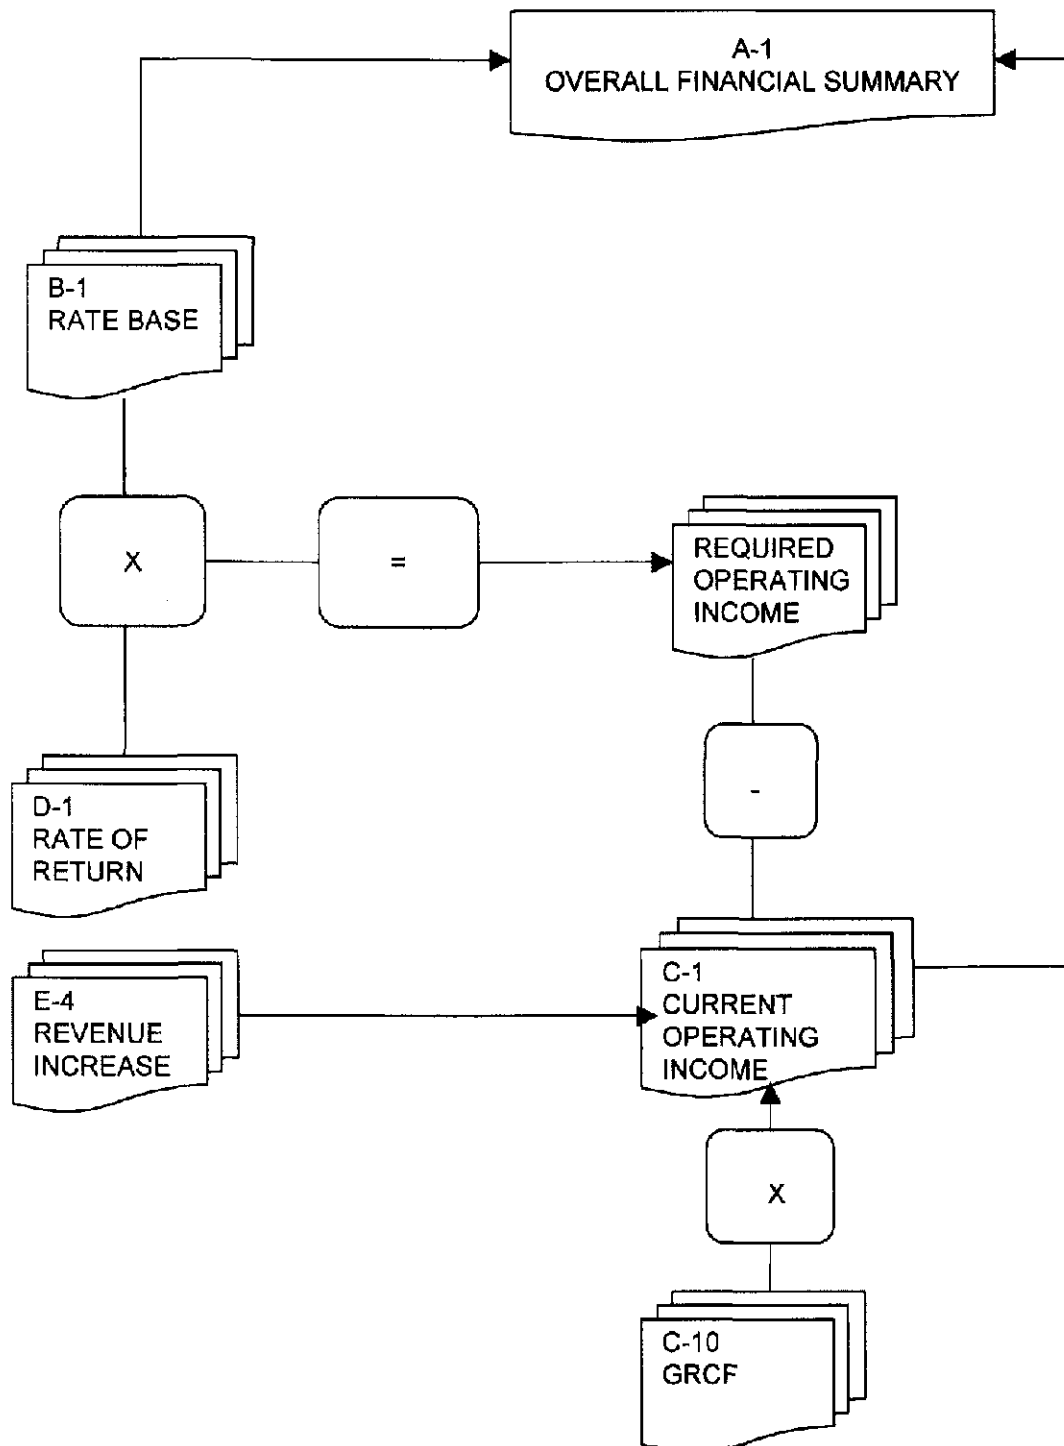 A-1
OVERALL FINANCIAL SUMMARY
B-1
RATE BASE
X
=
REQUIRED
OPERATING
INCOME
-
D-1
RATE OF
RETURN
E-4
REVENUE
INCREASE
C-1
CURRENT
OPERATING
INCOME
X
C-10
GRCF